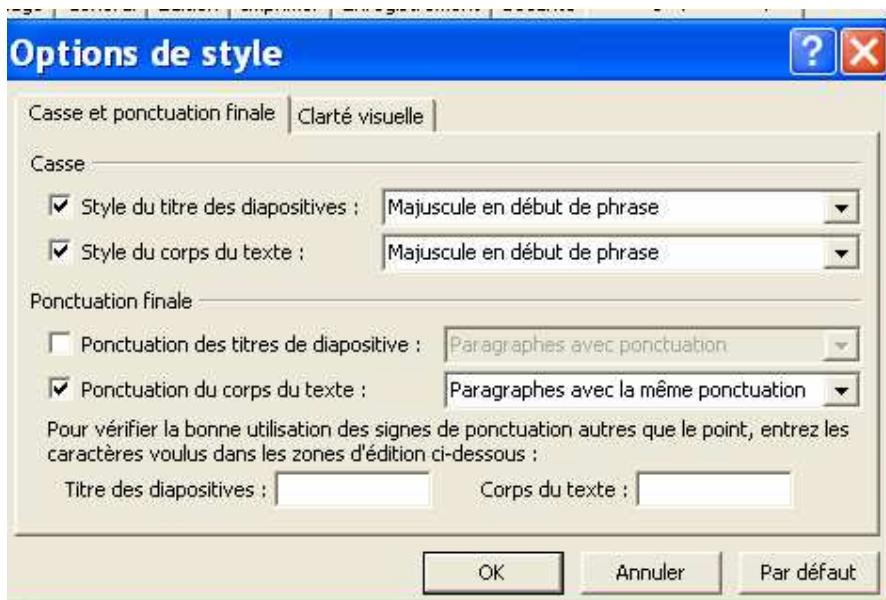 Options de style
Casse et ponctuation finale Clarté visuelle
Casse
Style du titre des diapositives : Majuscule en début de phrase
Style du corps du texte : Majuscule en début de phrase
Ponctuation finale
Ponctuation des titres de diapositive : Paragraphes avec ponctuation
Ponctuation du corps du texte : Paragraphes avec la même ponctuation
Pour vérifier la bonne utilisation des signes de ponctuation autres que le point, entrez les
caractères voulus dans les zones d'édition ci-dessous :
Titre des diapositives : Corps du texte :
OK Annuler Par défaut